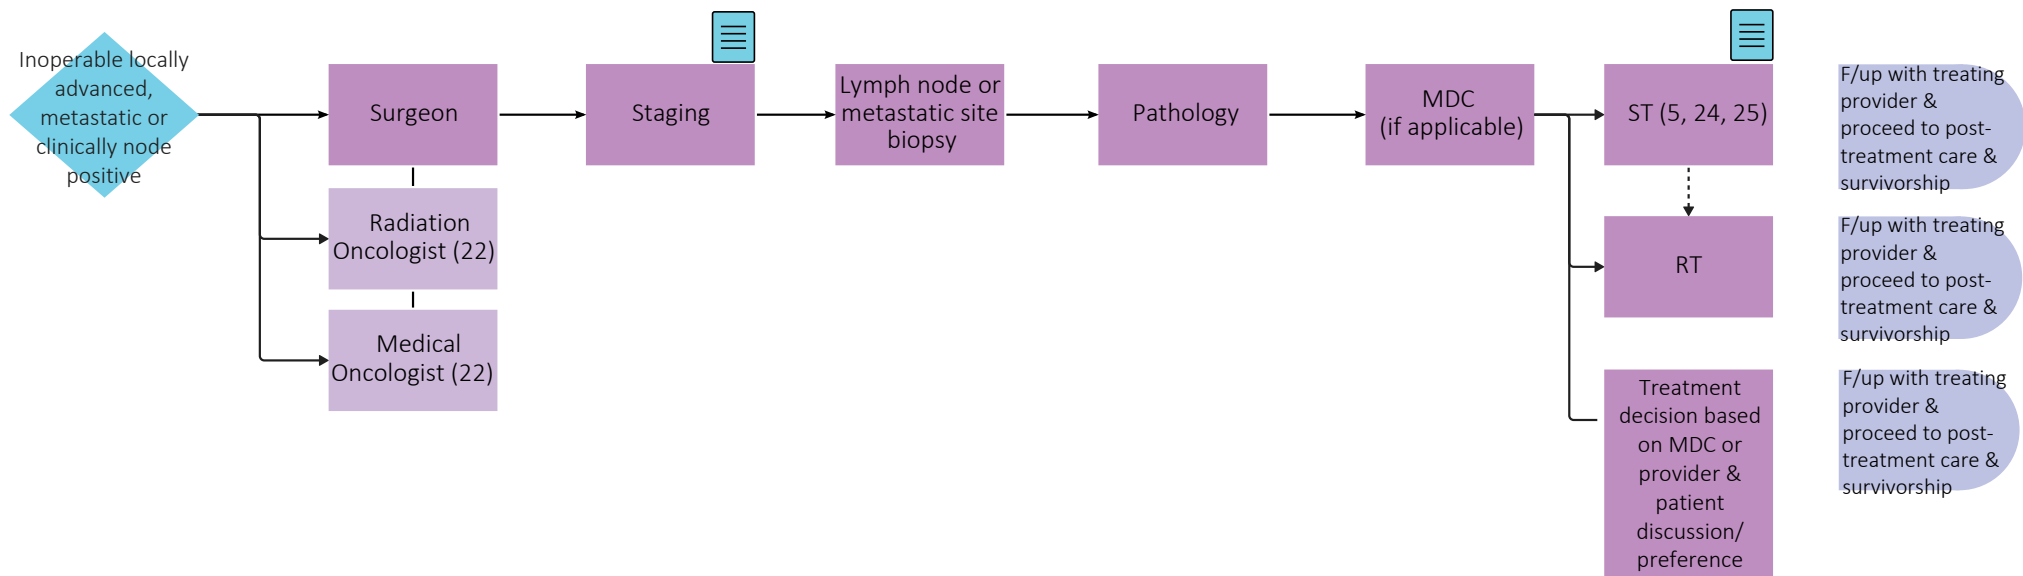 Inoperable locally
advanced,
metastatic or
clinically node
positive
Surgeon
Radiation
Oncologist (22)
Medical
Oncologist (22)
Staging
Lymph node or
metastatic site
biopsy
Pathology
MDC
(if applicable)
ST (5, 24, 25)
RT
Treatment
decision based
on MDC or
provider &
patient
discussion/
preference
F/up with treating
provider &
proceed to post-
treatment care &
survivorship
F/up with treating
provider &
proceed to post-
treatment care &
survivorship
F/up with treating
provider &
proceed to post-
treatment care &
survivorship